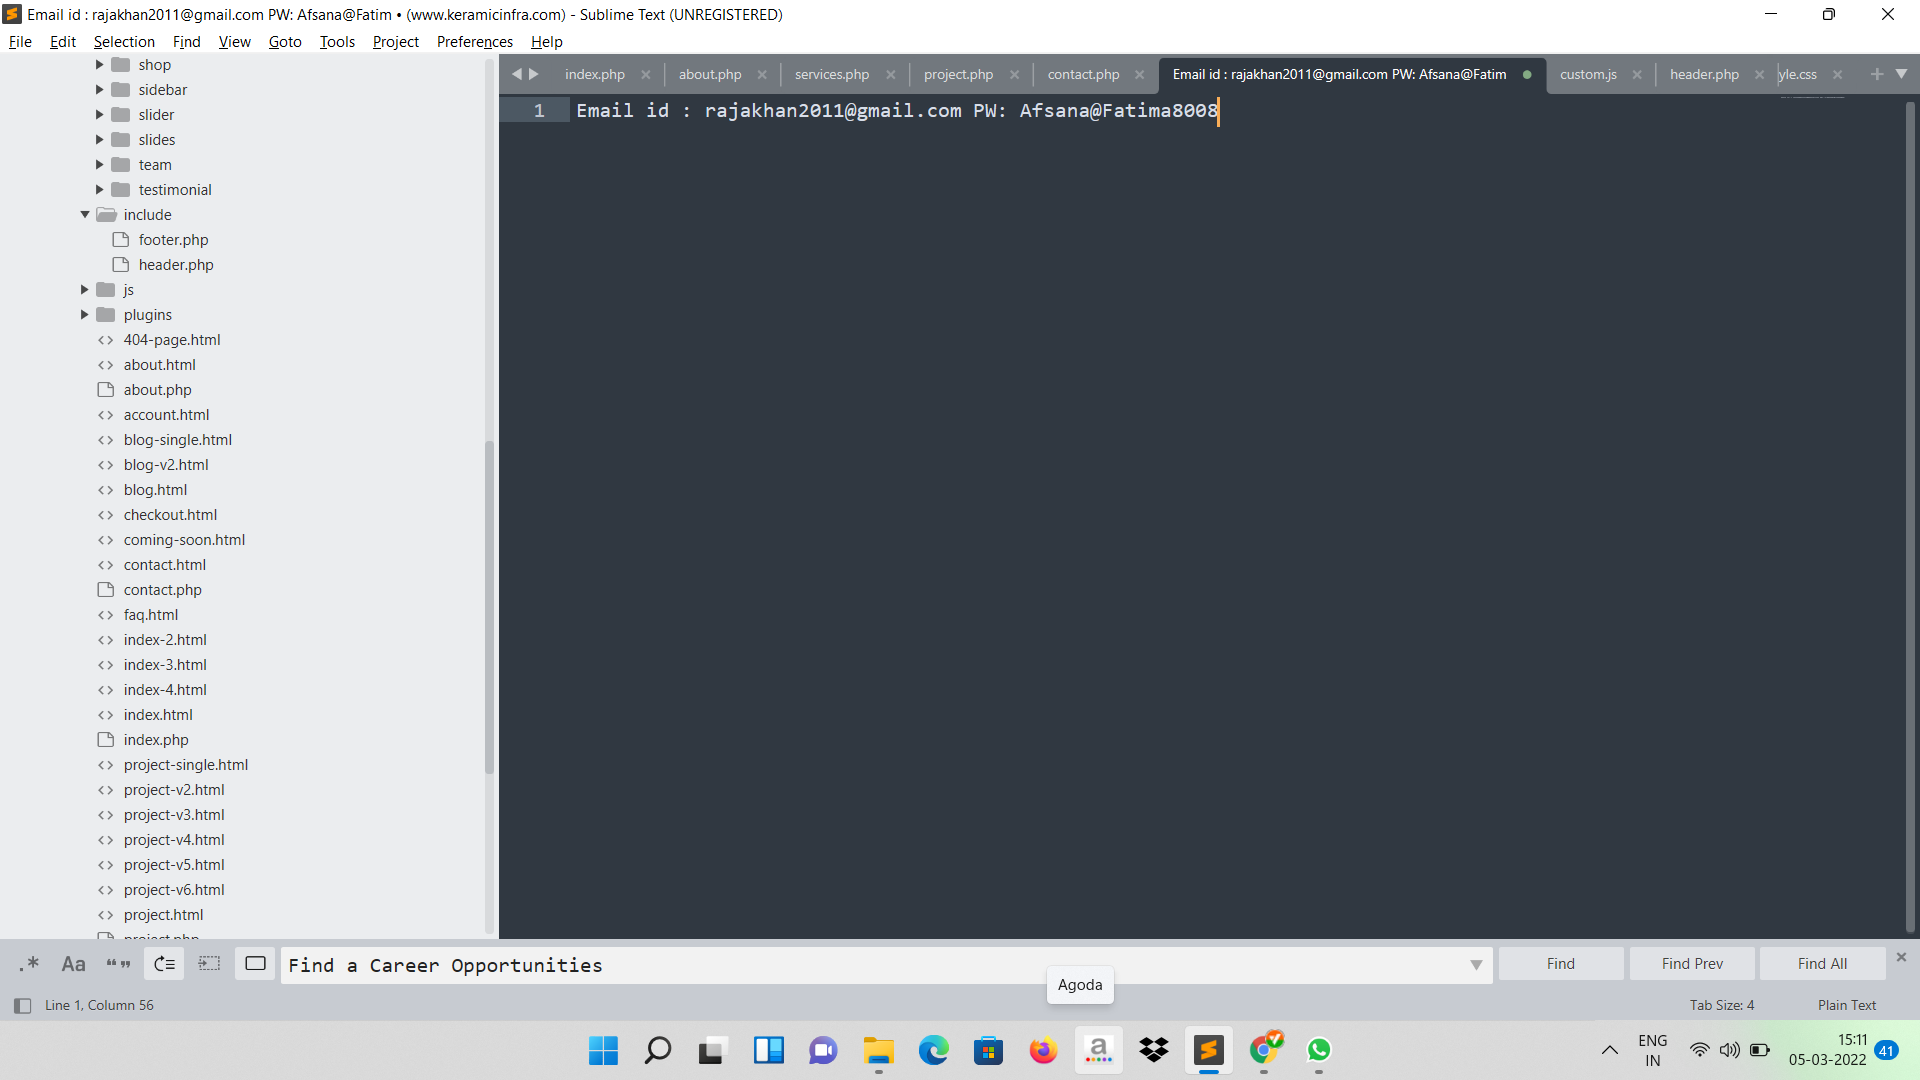 Email id : rajakhan2011@gmail.com PW: Afsana@Fatim • (www.keramicinfra.com) - Sublime Text (UNREGISTERED)
File Edit Selection Find View Goto Tools Project Preferences Help
shop
sidebar
slider
slides
team
testimonial
include
footer.php
header.php
js
plugins
404-page.html
about.html
about.php
account.html
blog-single.html
blog-v2.html
blog.html
checkout.html
coming-soon.html
contact.html
contact.php
faq.html
index-2.html
index-3.html
index-4.html
index.html
index.php
project-single.html
project-v2.html
project-v3.html
project-v4.html
project-v5.html
project-v6.html
project.html
project.php
index.php about.php services.php project.php contact.php Email id : rajakhan2011@gmail.com PW: Afsana@Fatim custom.js header.php yle.css
1 Email id : rajakhan2011@gmail.com PW: Afsana@Fatima8008
.* Aa “” Find a Career Opportunities Find Find Prev Find All
Agoda
Line 1, Column 56 Tab Size: 4 Plain Text
ENG
IN
15:11
05-03-2022
41